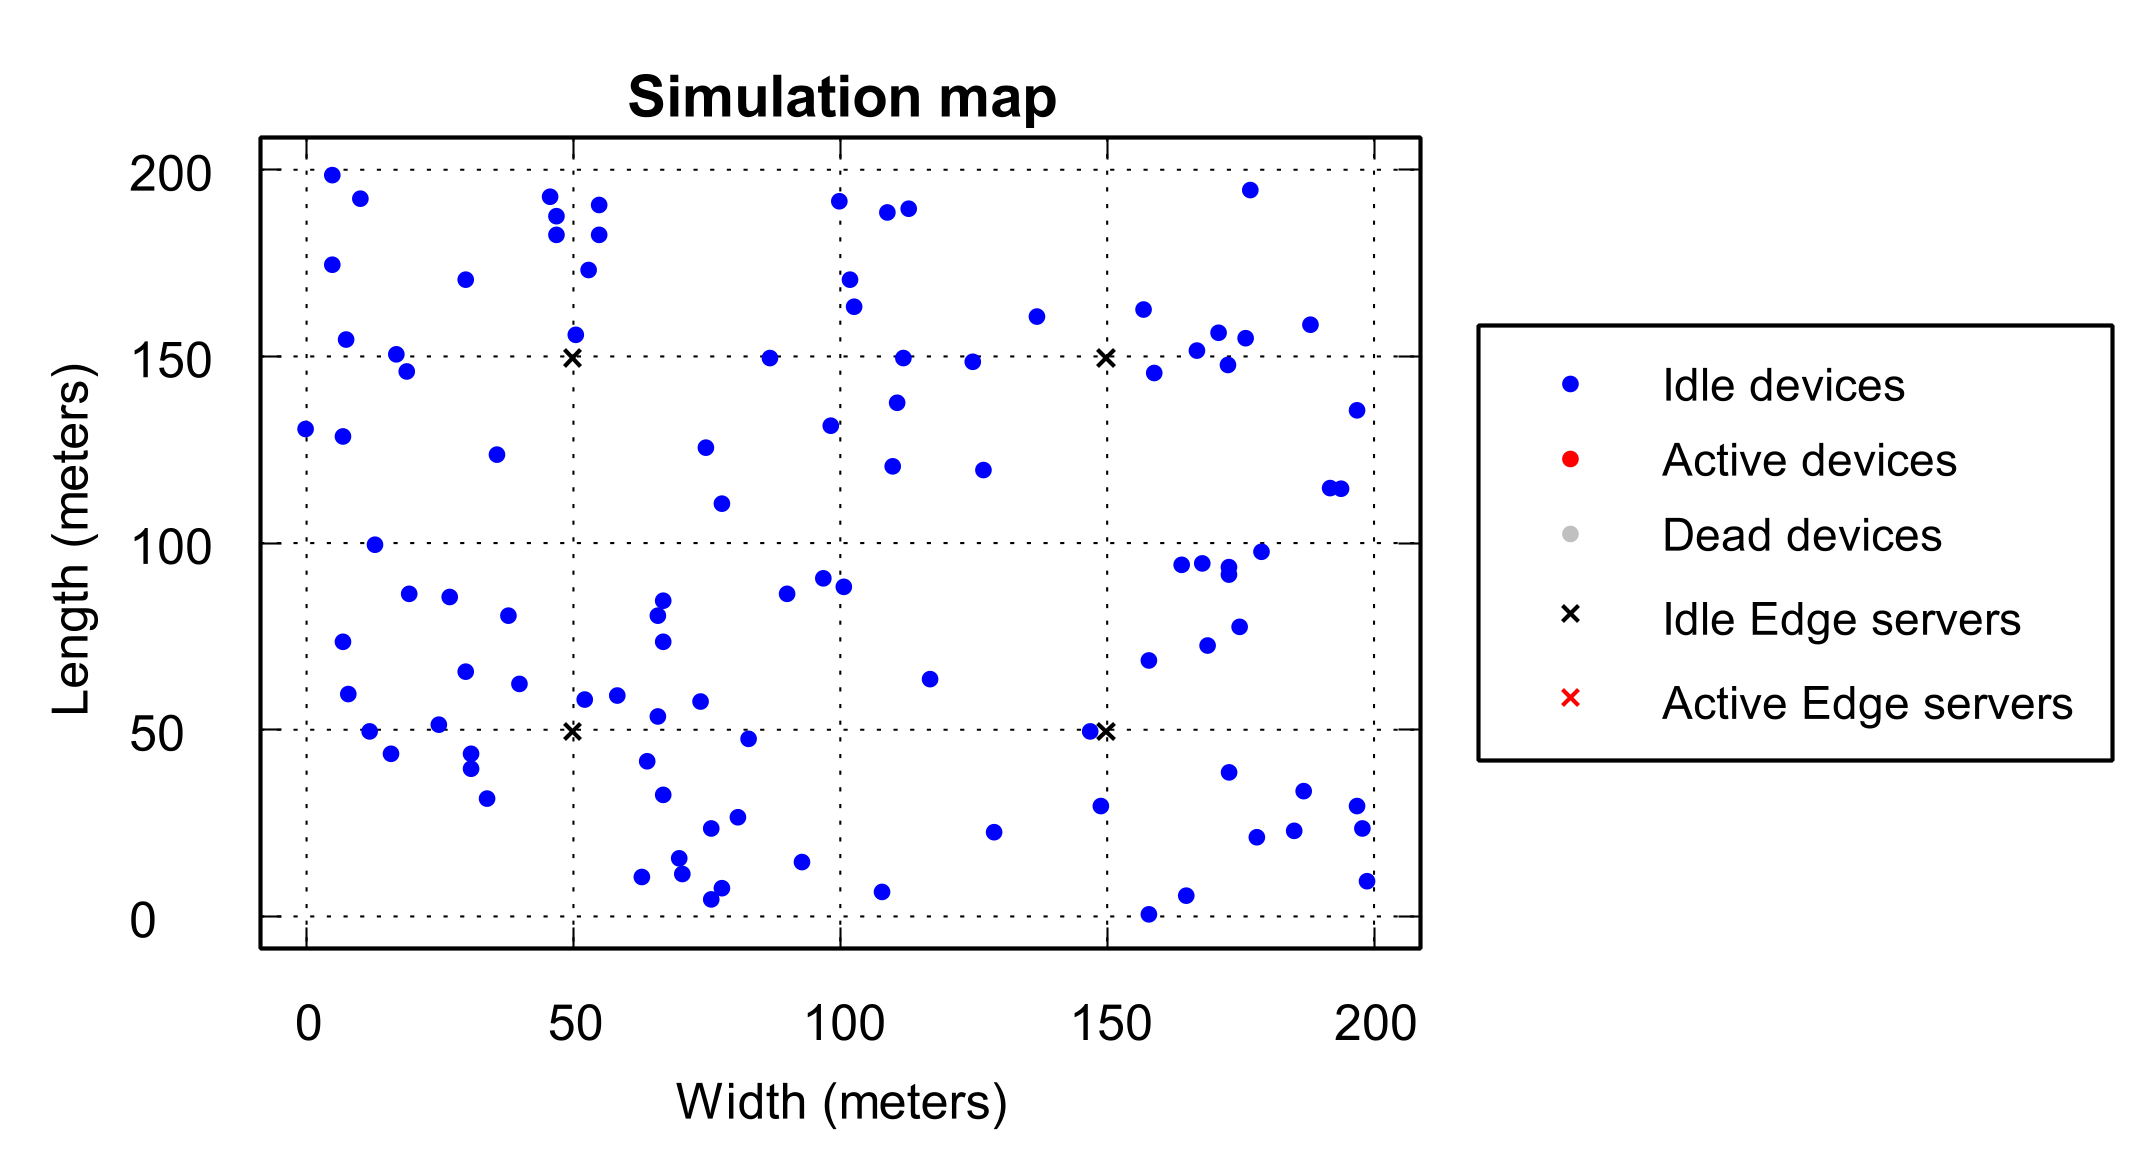 Simulation map
200
150
100
50
0
Length (meters)
0 50 100 150 200
Width (meters)
Idle devices
Active devices
Dead devices
Idle Edge servers
Active Edge servers